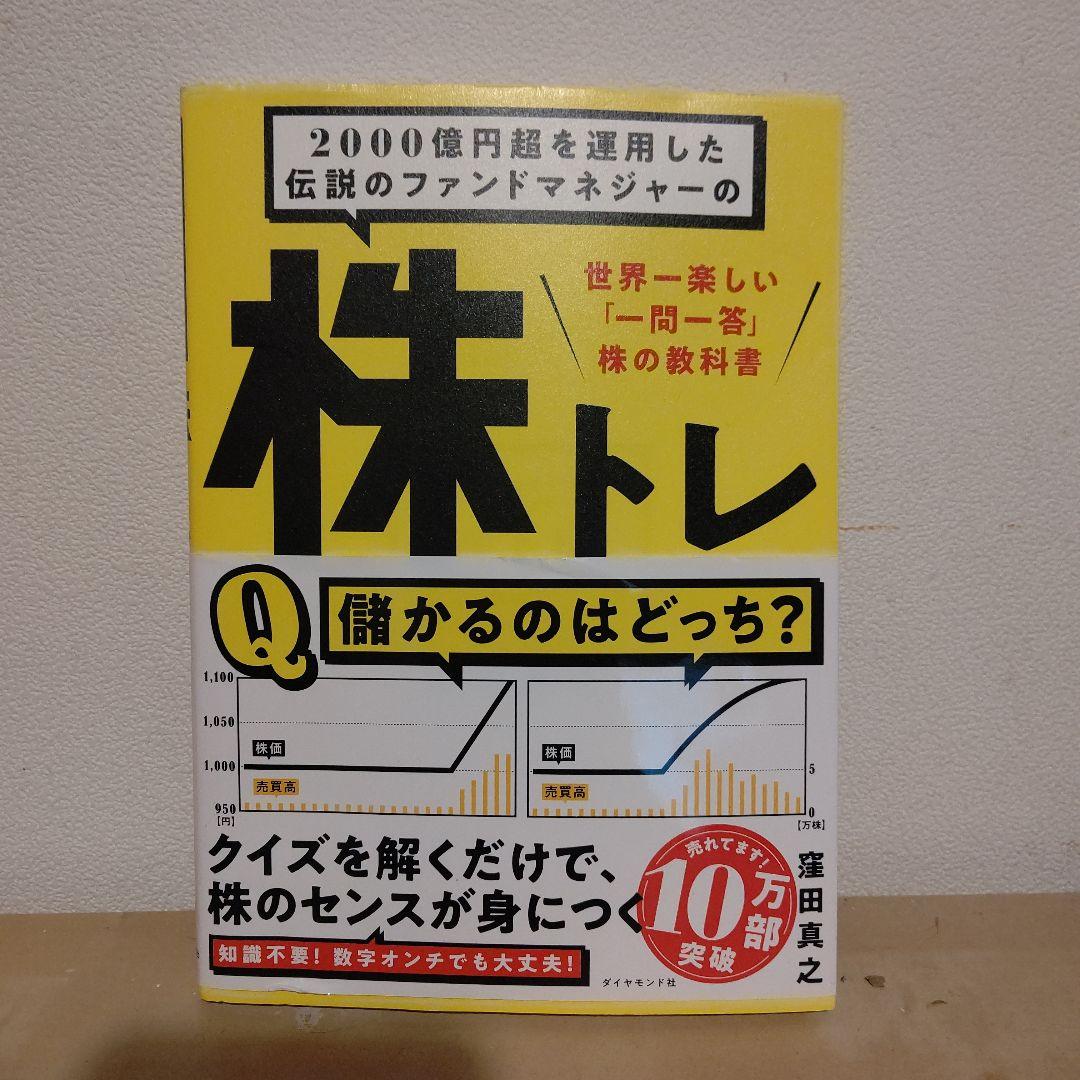 2000億円超を運用した
伝説のファンドマネジャーの
株トレ
世界一楽しい
「一問一答」
株の教科書
Q
儲かるのはどっち?
1,100
1,050
1,000
950
[円]
株価
売買高
株価
売買高
5
0
[万株]
クイズを解くだけで、
株のセンスが身につく
知識不要! 数字オンチでも大丈夫!
売れてます!
10万部
突破
窪田真之
ダイヤモンド社